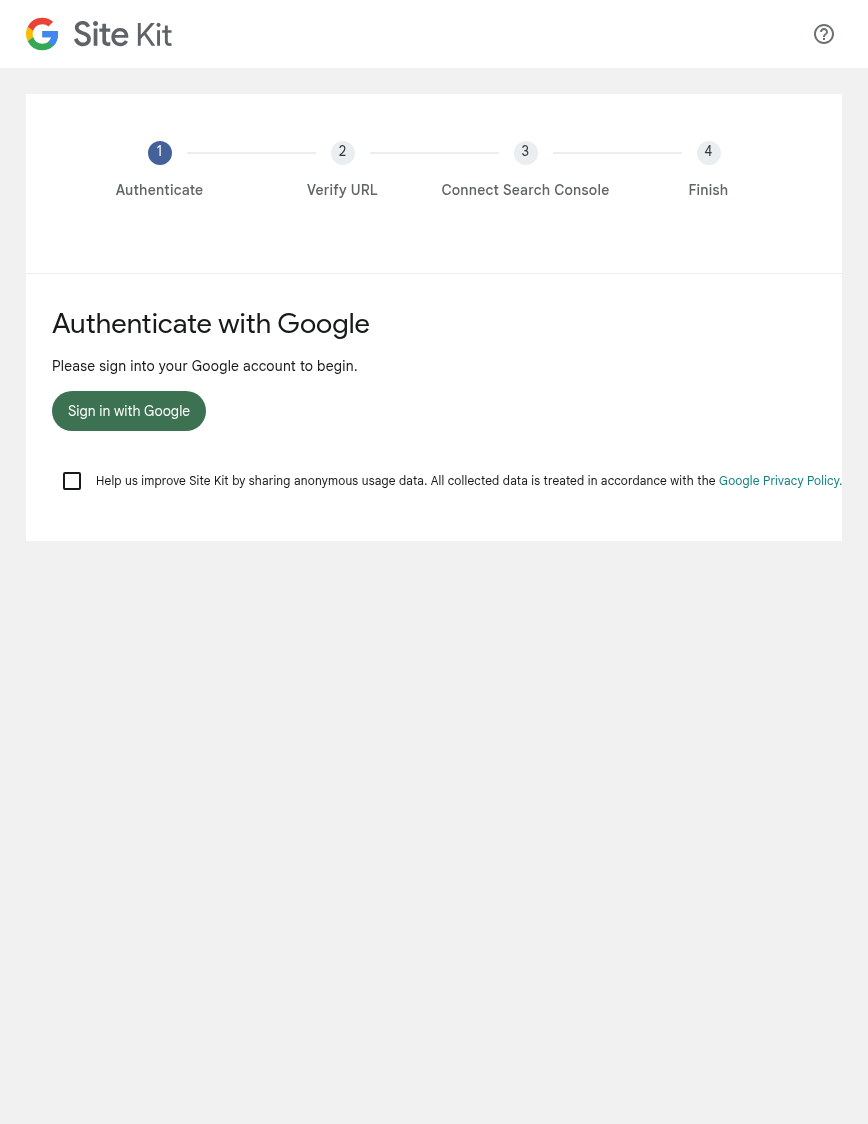 Site Kit
1
2
3
4
Authenticate
Verify URL
Connect Search Console
Finish
Authenticate with Google
Please sign into your Google account to begin.
Sign in with Google
Help us improve Site Kit by sharing anonymous usage data. All collected data is treated in accordance with the Google Privacy Policy.